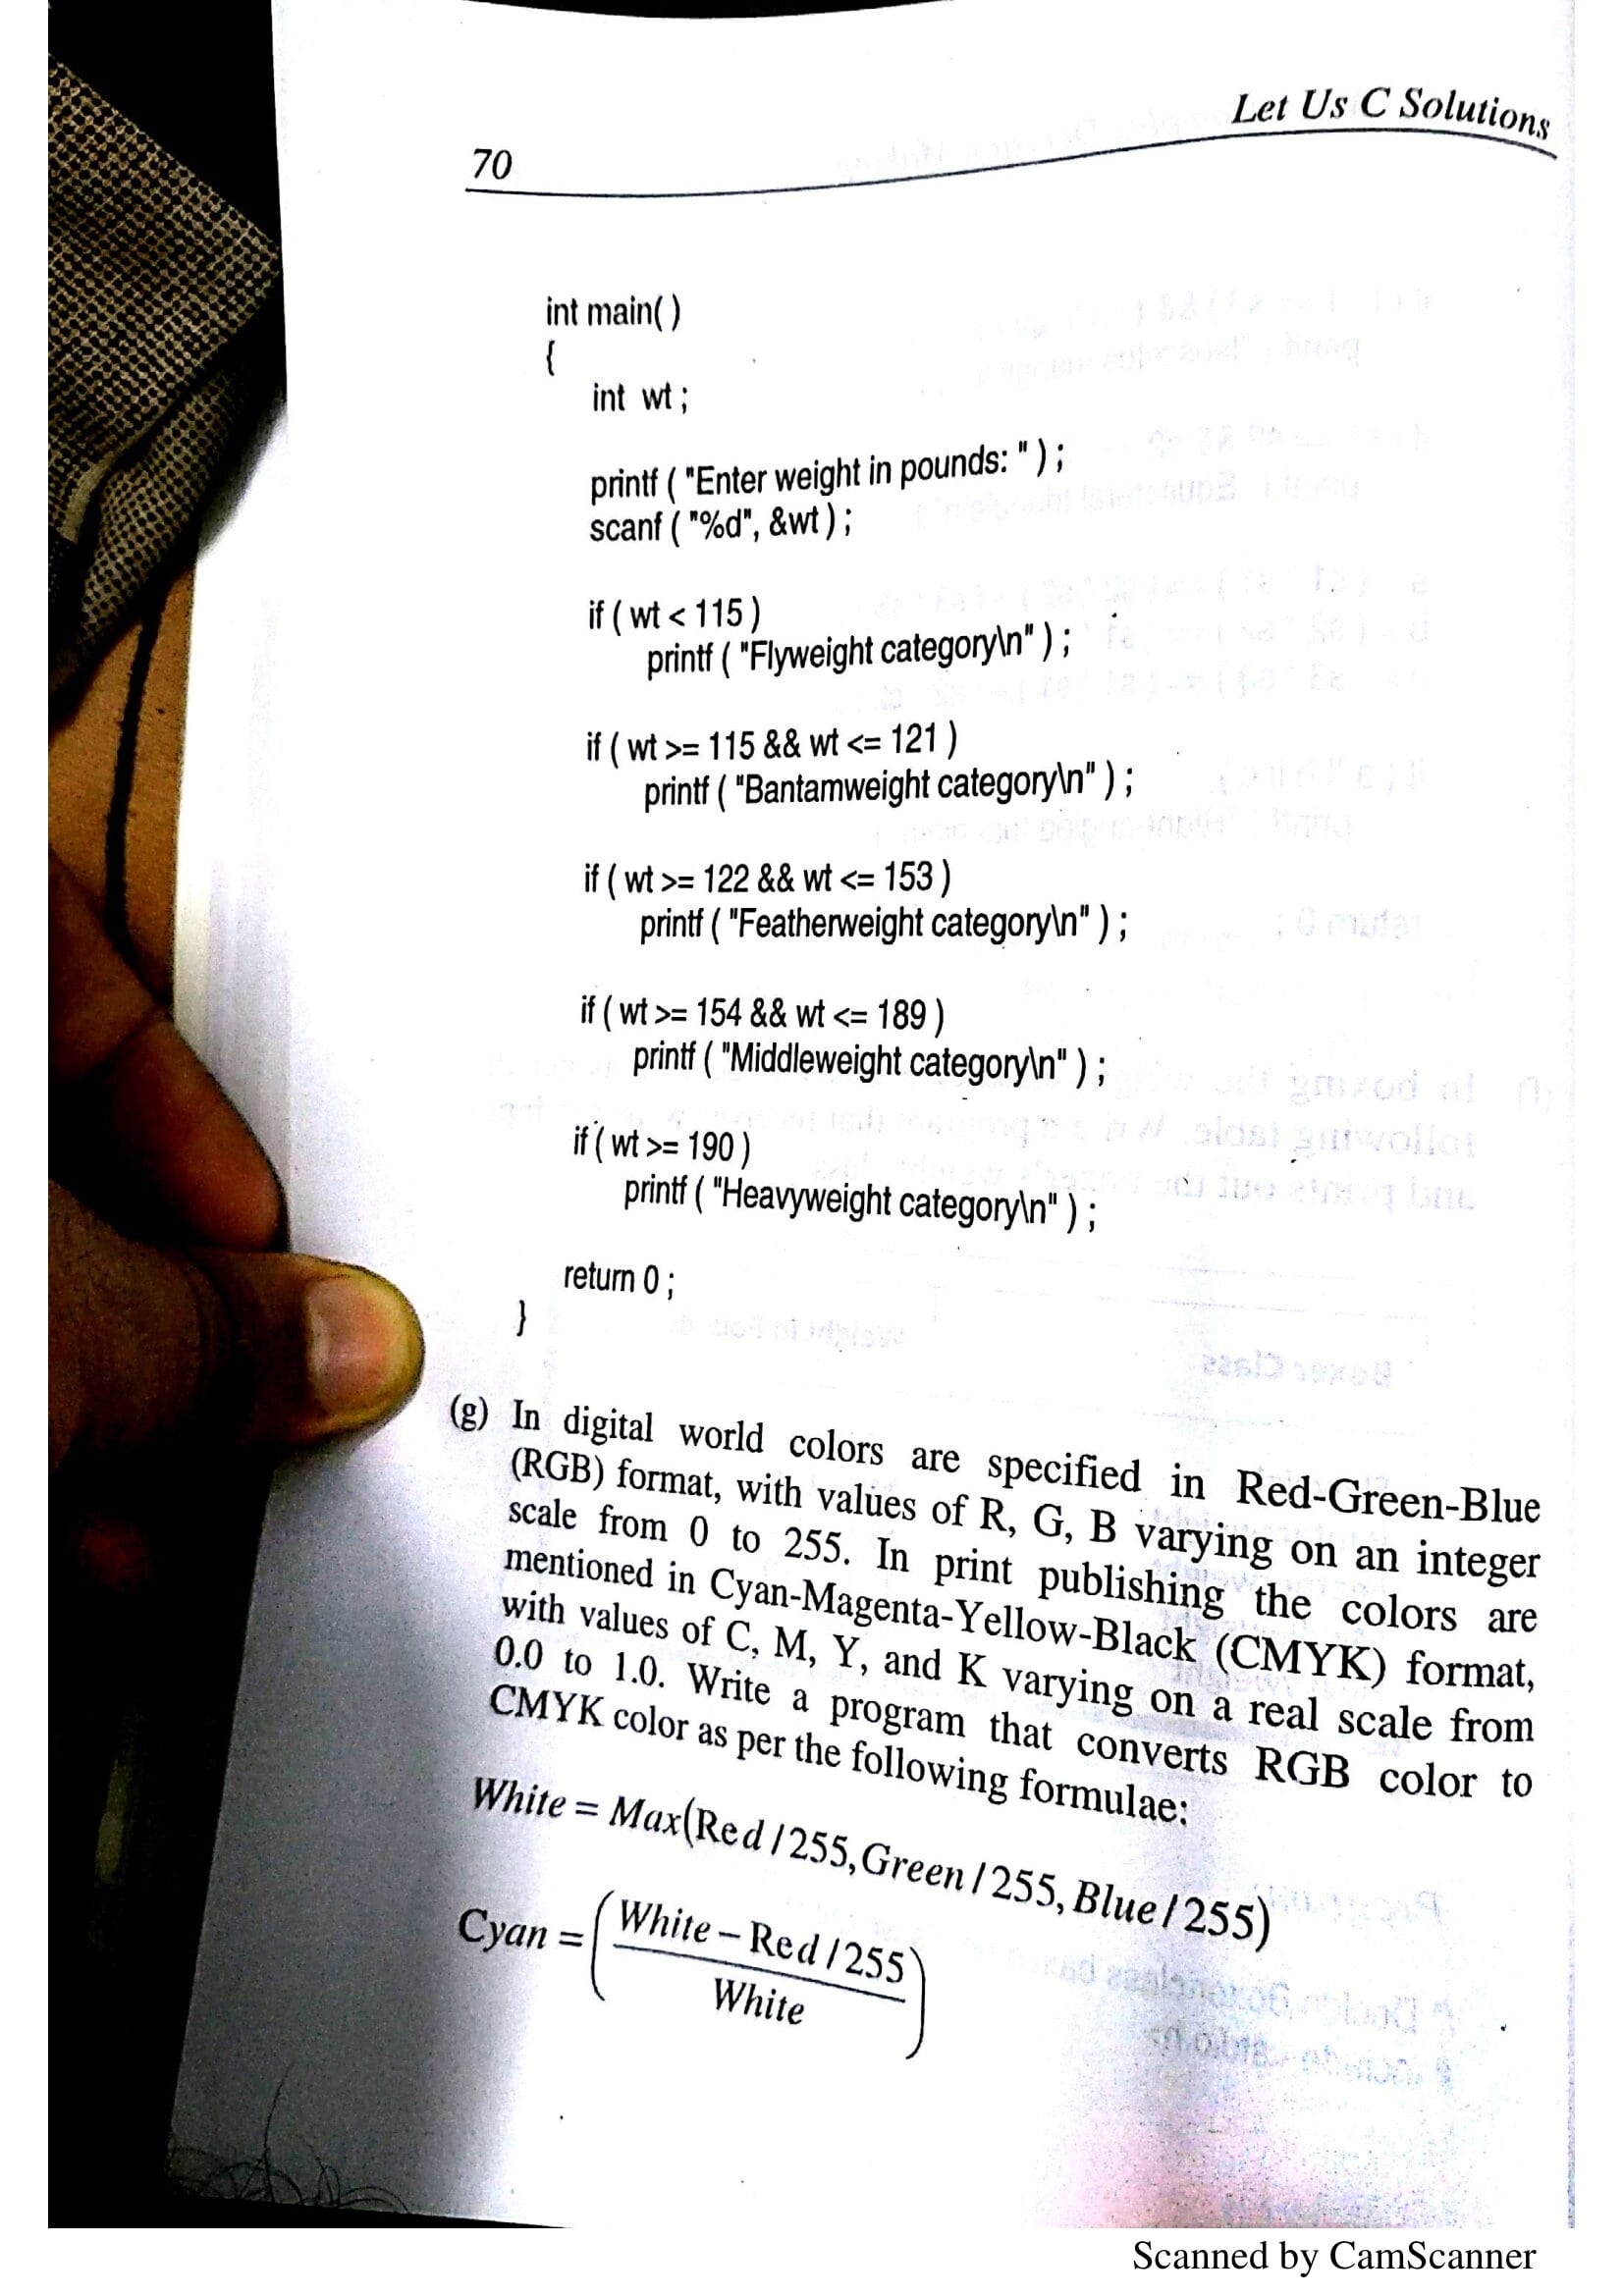 Let Us C Solutions
70
int main( )
{
int wt ;
printf ( "Enter weight in pounds: " ) ;
scanf ( "%d", &wt ) ;
if ( wt < 115 )
printf ( "Flyweight category\n" ) ;
if ( wt >= 115 && wt <= 121 )
printf ( "Bantamweight category\n" ) ;
if ( wt >= 122 && wt <= 153 )
printf ( "Featherweight category\n" ) ;
if ( wt >= 154 && wt <= 189 )
printf ( "Middleweight category\n" ) ;
if ( wt >= 190 )
printf ( "Heavyweight category\n" ) ;
return 0 ;
}
(g) In digital world colors are specified in Red-Green-Blue
(RGB) format, with values of R, G, B varying on an integer
scale from 0 to 255. In print publishing the colors are
mentioned in Cyan-Magenta-Yellow-Black (CMYK) format,
with values of C, M, Y, and K varying on a real scale from
0.0 to 1.0. Write a program that converts RGB color to
CMYK color as per the following formulae:
White = Max(Red / 255, Green / 255, Blue / 255)
Cyan = ( White – Red / 255
White )
Scanned by CamScanner